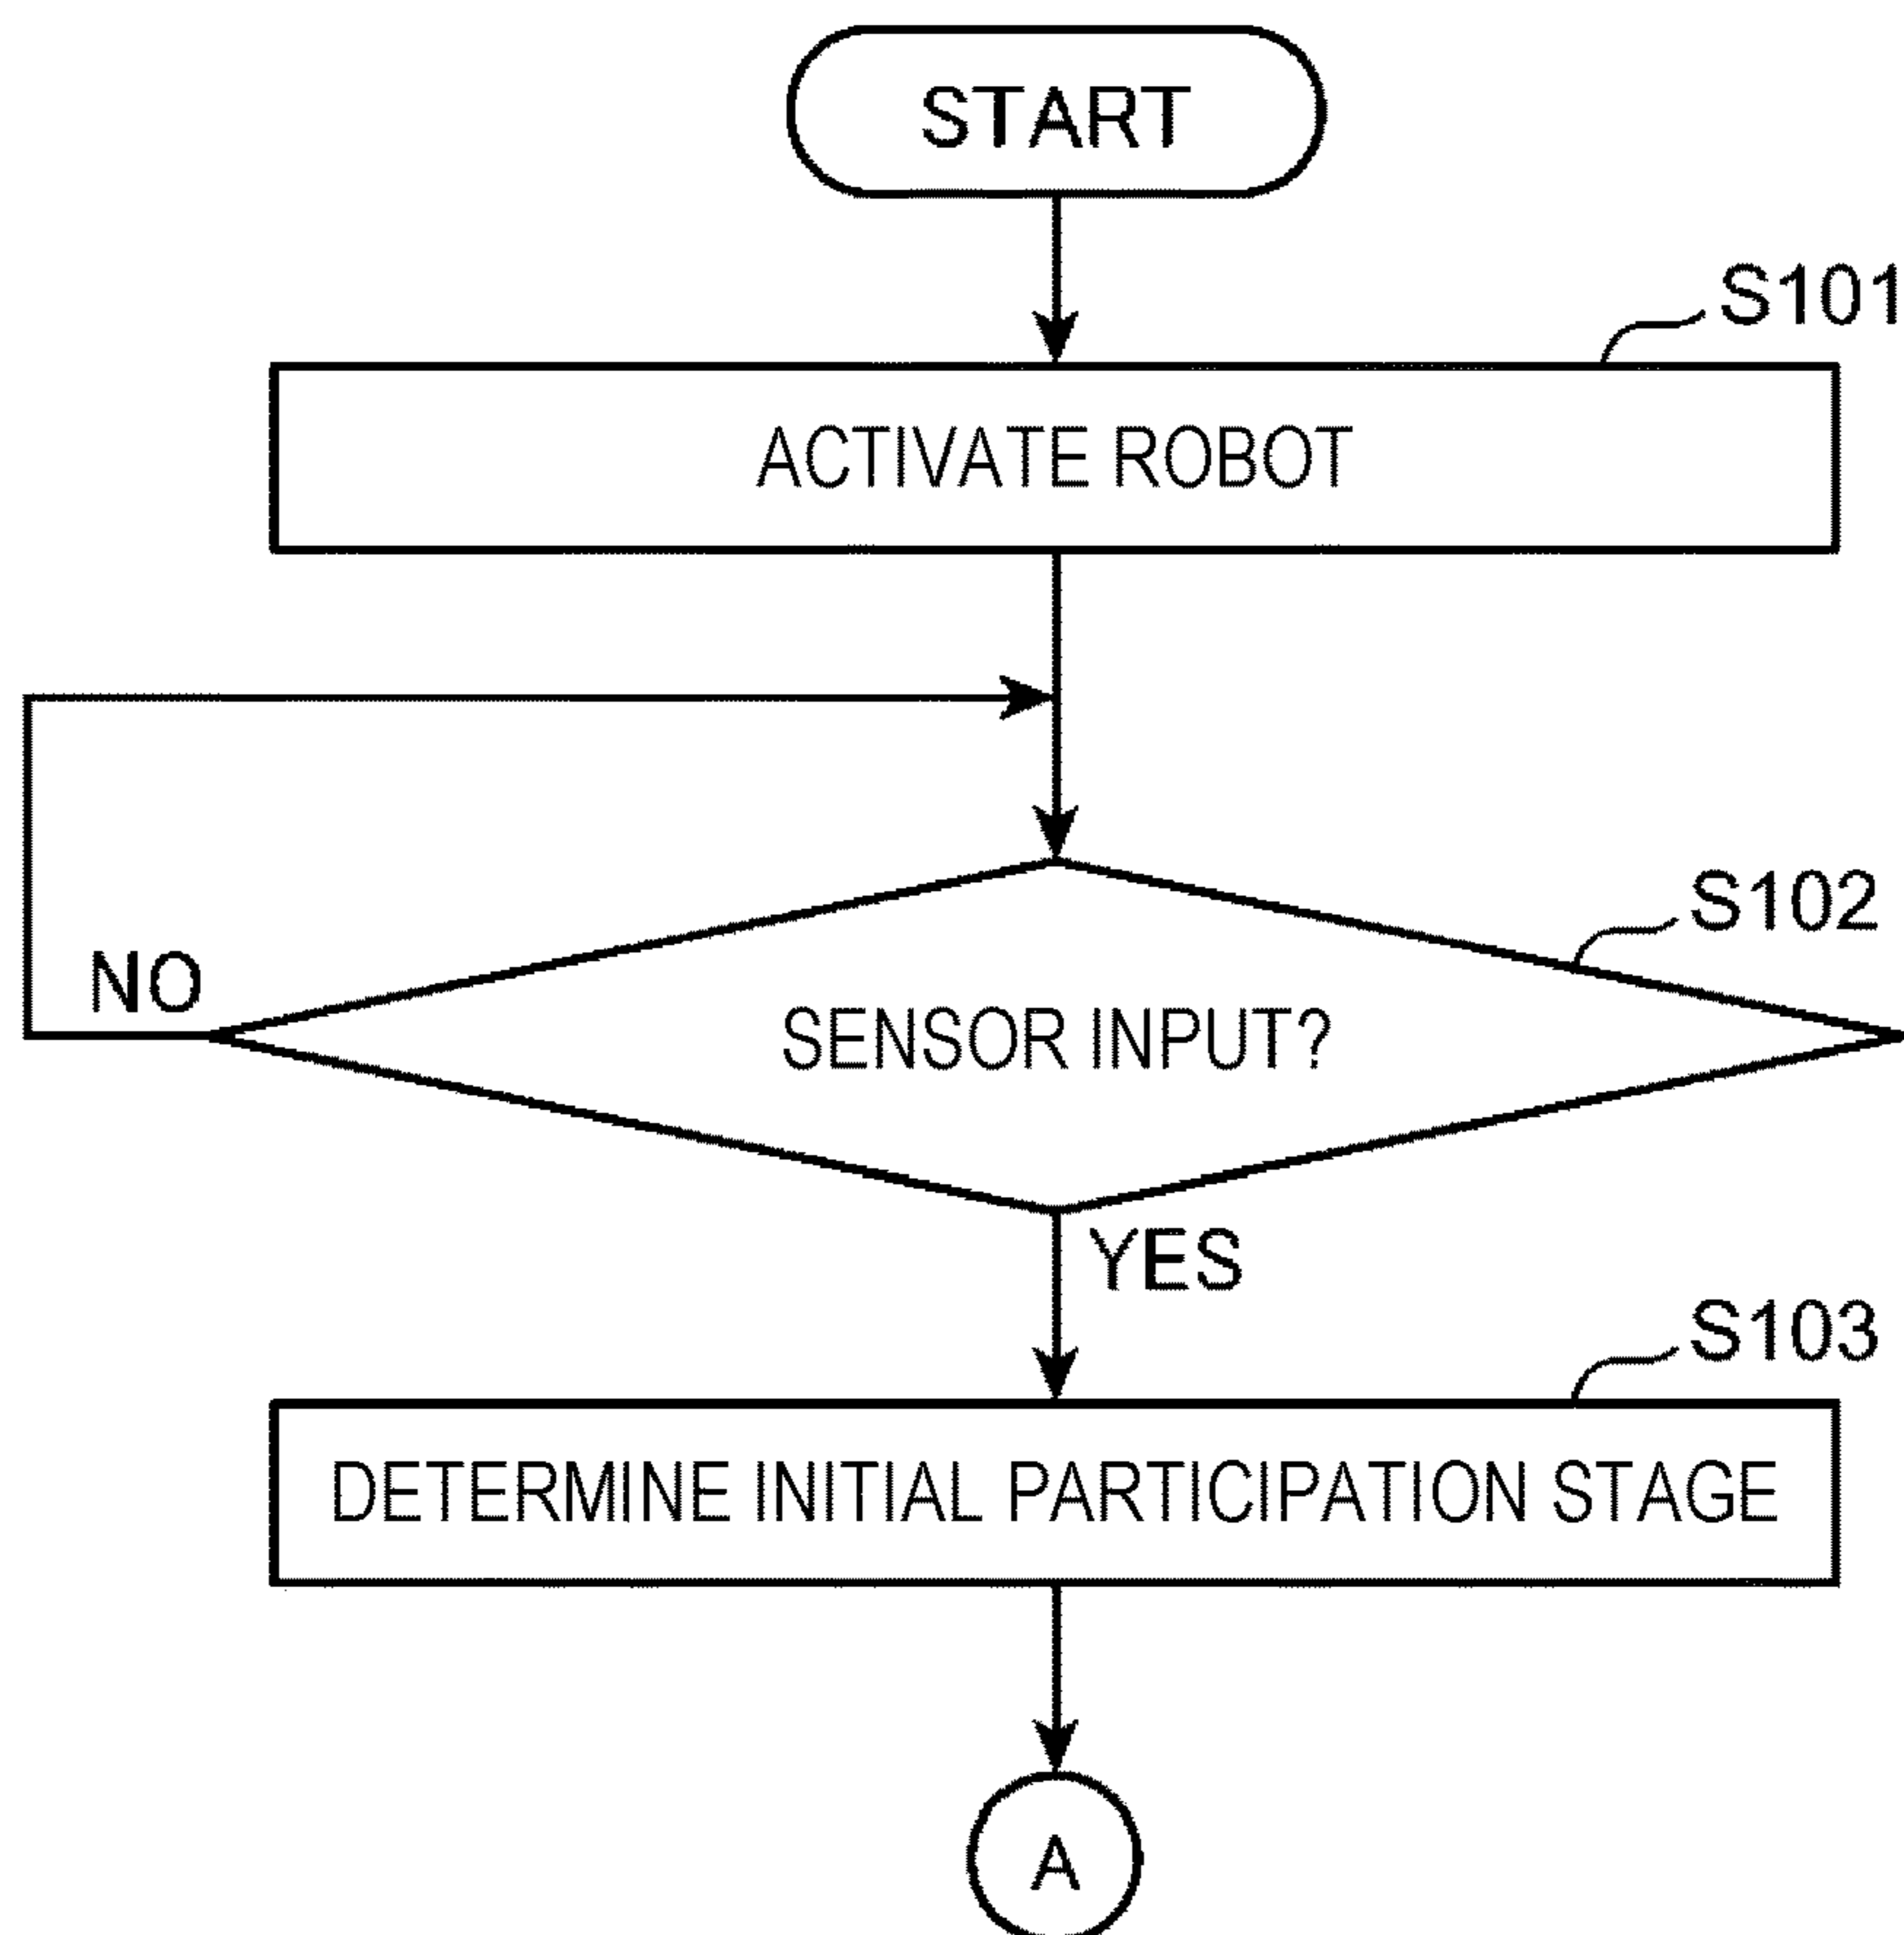 START
S101
ACTIVATE ROBOT
S102
NO
SENSOR INPUT?
YES
S103
DETERMINE INITIAL PARTICIPATION STAGE
A